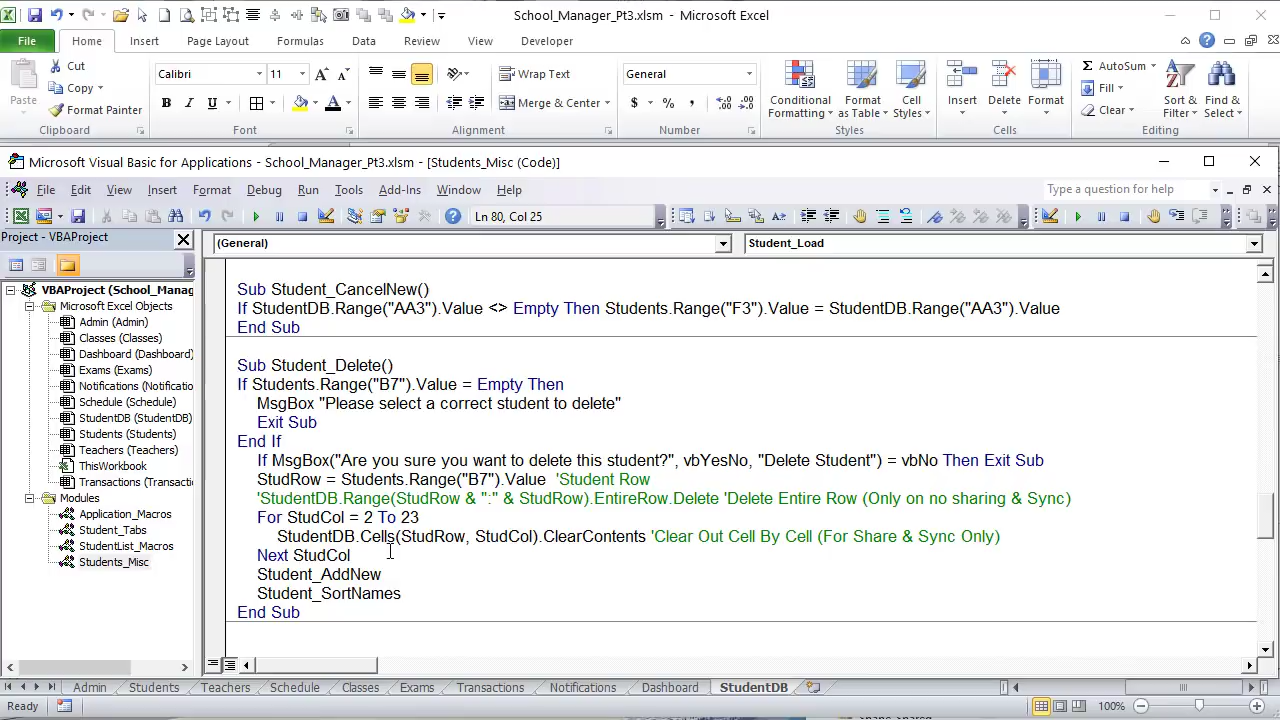 School_Manager_Pt3.xlsm - Microsoft Excel
File Home Insert Page Layout Formulas Data Review View Developer
Paste
Cut
Copy
Format Painter
Clipboard
Calibri 11
B I U
Font
Wrap Text
Merge & Center
Alignment
General
$ % ,
Number
Conditional Formatting
Format as Table
Cell Styles
Styles
Insert
Delete
Format
Cells
AutoSum
Fill
Clear
Sort & Filter
Find & Select
Editing
Microsoft Visual Basic for Applications - School_Manager_Pt3.xlsm - [Students_Misc (Code)]
File Edit View Insert Format Debug Run Tools Add-Ins Window Help
Type a question for help
Ln 80, Col 25
Project - VBAProject
(General)
Student_Load
VBAProject (School_Manag
Microsoft Excel Objects
Admin (Admin)
Classes (Classes)
Dashboard (Dashboard)
Exams (Exams)
Notifications (Notificatio
Schedule (Schedule)
StudentDB (StudentDB)
Students (Students)
Teachers (Teachers)
ThisWorkbook
Transactions (Transactio
Modules
Application_Macros
Student_Tabs
StudentList_Macros
Students_Misc
Sub Student_CancelNew()
If StudentDB.Range("AA3").Value <> Empty Then Students.Range("F3").Value = StudentDB.Range("AA3").Value
End Sub
Sub Student_Delete()
If Students.Range("B7").Value = Empty Then
MsgBox "Please select a correct student to delete"
Exit Sub
End If
If MsgBox("Are you sure you want to delete this student?", vbYesNo, "Delete Student") = vbNo Then Exit Sub
StudRow = Students.Range("B7").Value 'Student Row
'StudentDB.Range(StudRow & ":" & StudRow).EntireRow.Delete 'Delete Entire Row (Only on no sharing & Sync)
For StudCol = 2 To 23
StudentDB.Cells(StudRow, StudCol).ClearContents 'Clear Out Cell By Cell (For Share & Sync Only)
Next StudCol
Student_AddNew
Student_SortNames
End Sub
Admin Students Teachers Schedule Classes Exams Transactions Notifications Dashboard StudentDB
Ready
100%